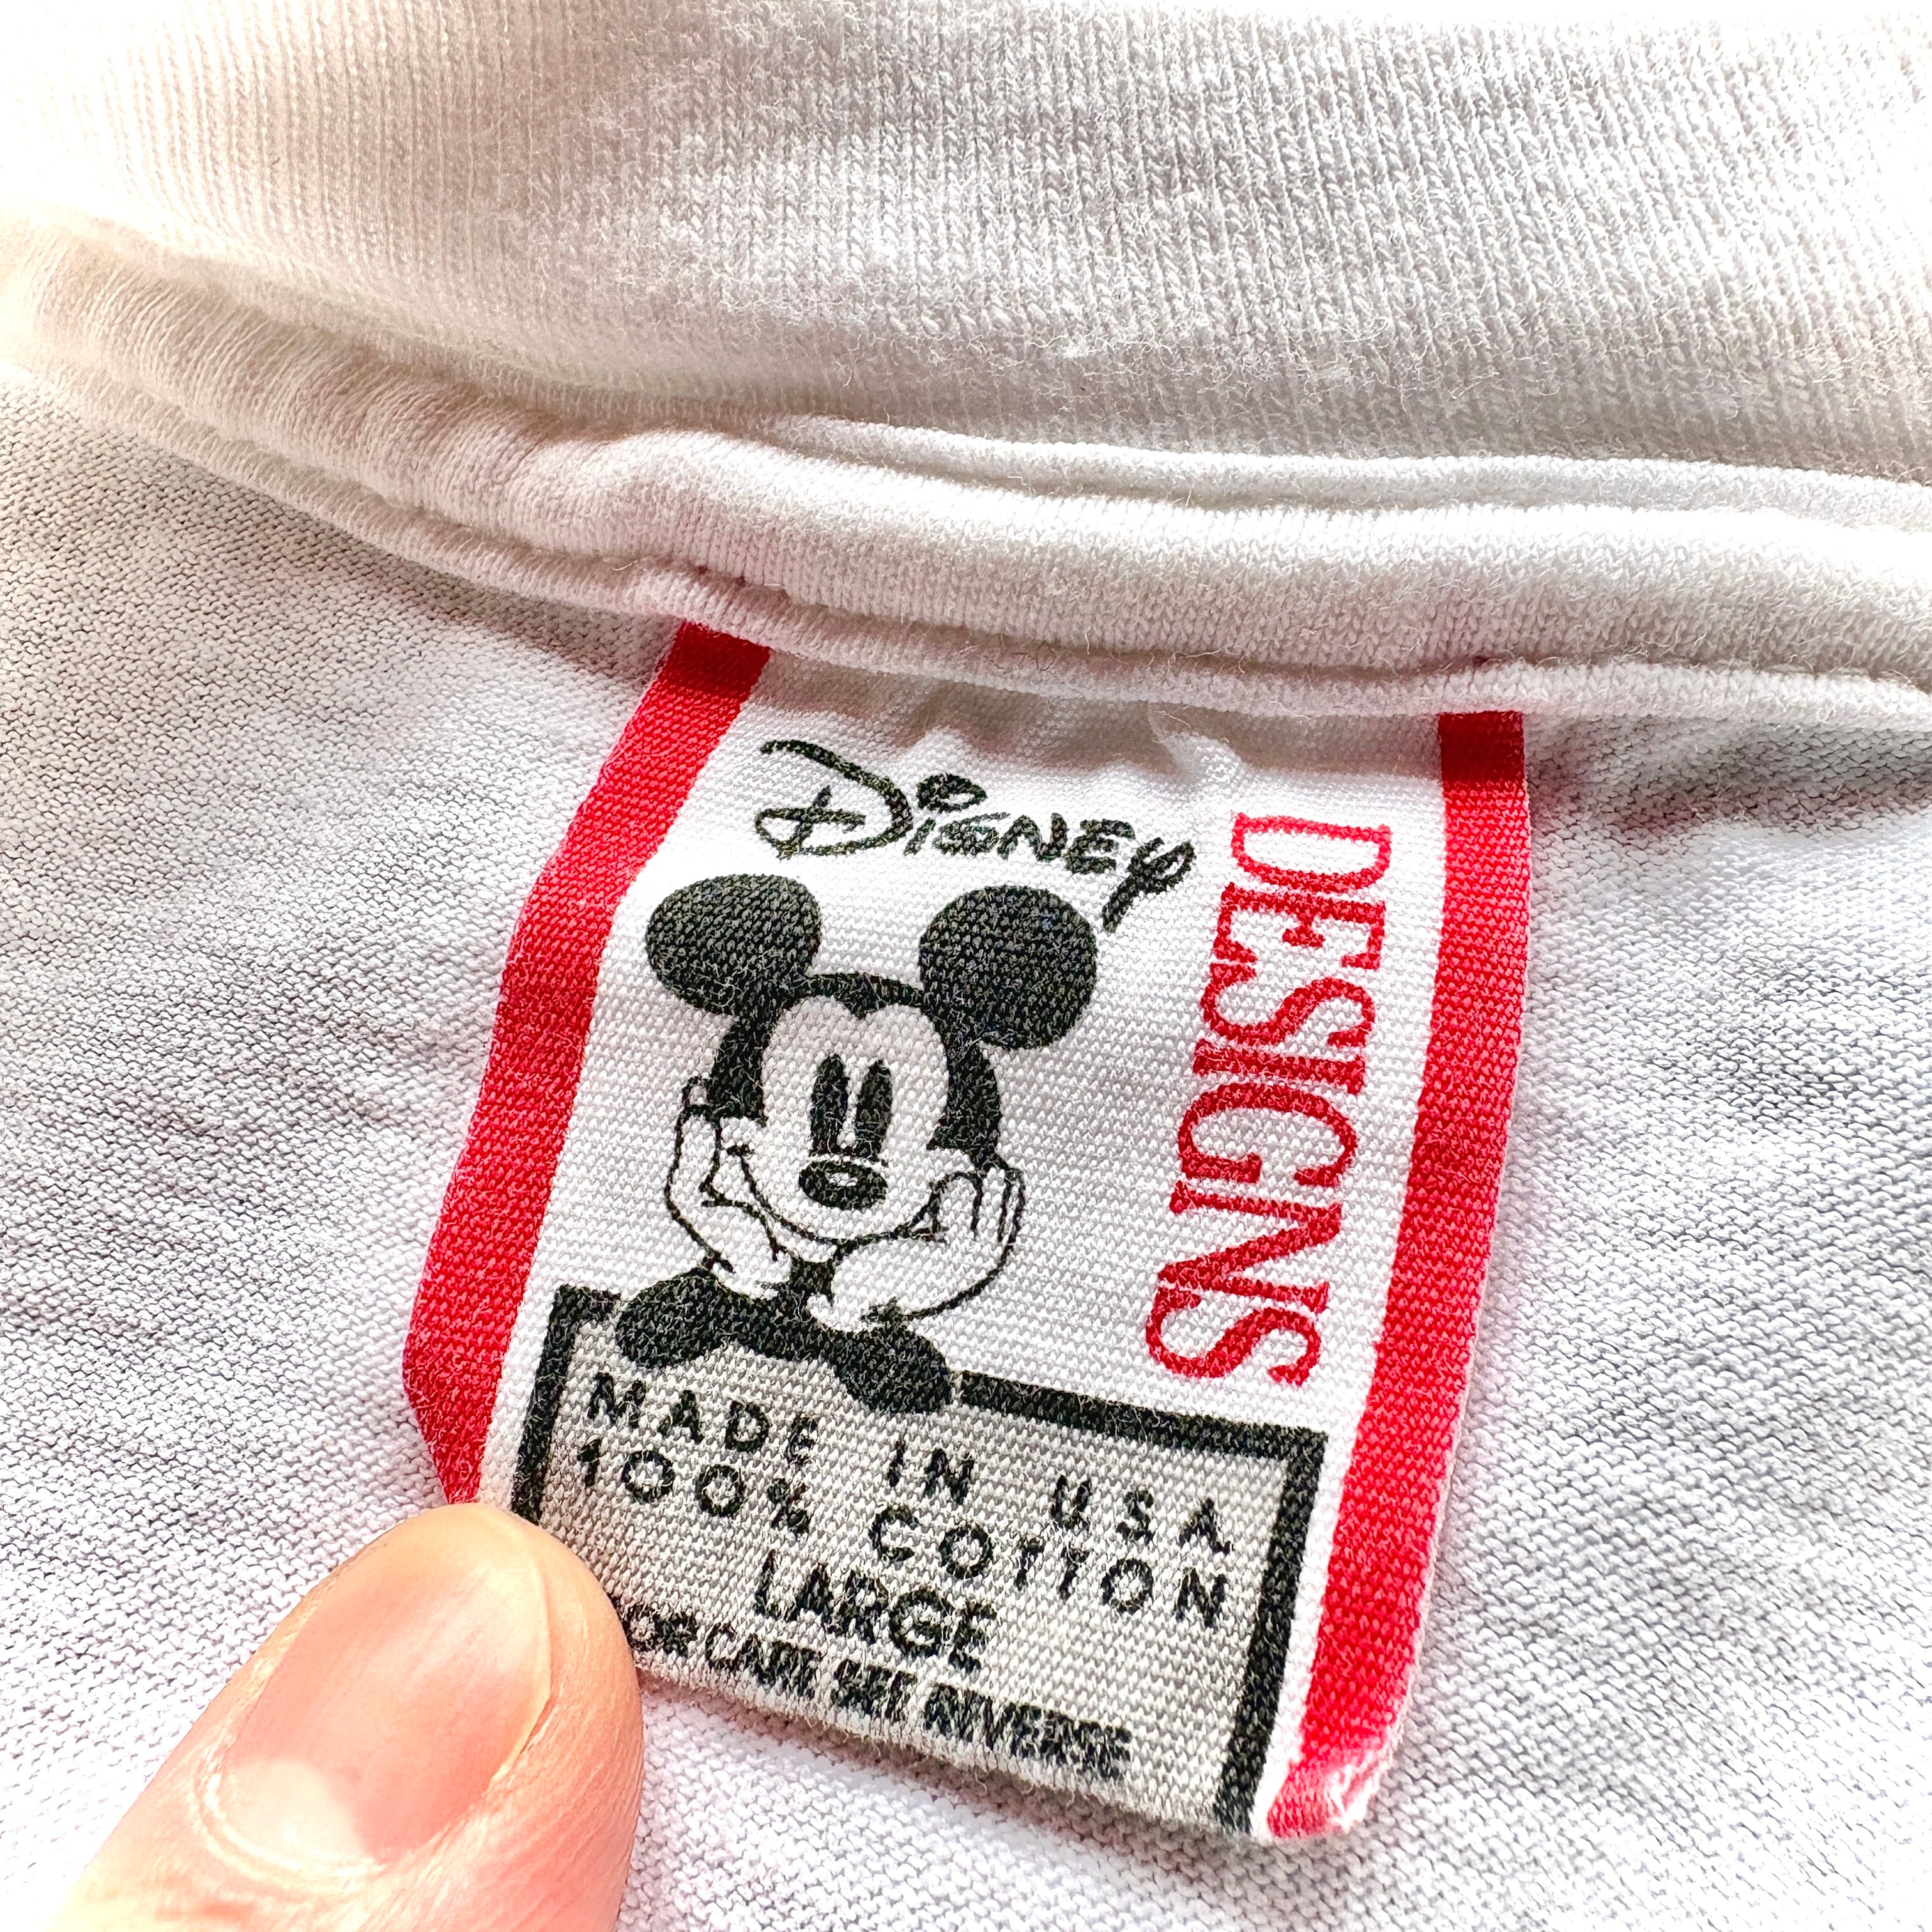 Disney
DESIGNS
MADE IN USA
100% COTTON
LARGE
FOR CARE SEE REVERSE